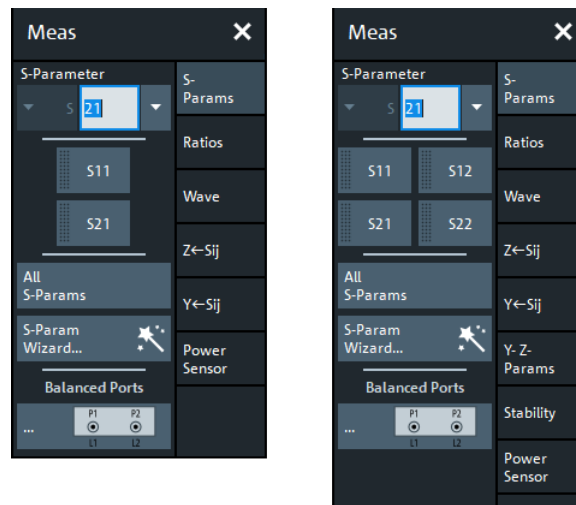 Meas
S-Parameter
S 21
S11
S21
All
S-Params
S-Param
Wizard...
Balanced Ports
...
P1 P2
L1 L2
S-
Params
Ratios
Wave
Z←Sij
Y←Sij
Power
Sensor
Meas
S-Parameter
S 21
S11 S12
S21 S22
All
S-Params
S-Param
Wizard...
Balanced Ports
...
P1 P2
L1 L2
S-
Params
Ratios
Wave
Z←Sij
Y←Sij
Y- Z-
Params
Stability
Power
Sensor